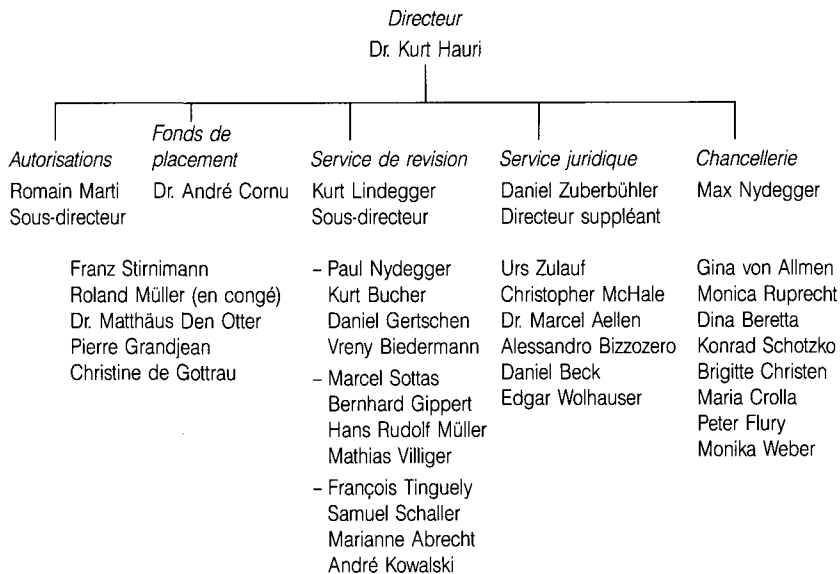 Directeur
Dr. Kurt Hauri
Autorisations
Romain Marti
Sous-directeur
Fonds de
placement
Dr. André Cornu
Franz Stirnimann
Roland Müller (en congé)
Dr. Matthäus Den Otter
Pierre Grandjean
Christine de Gottrau
Service de revision
Kurt Lindegger
Sous-directeur
– Paul Nydegger
Kurt Bucher
Daniel Gertschen
Vreny Biedermann
– Marcel Sottas
Bernhard Gippert
Hans Rudolf Müller
Mathias Villiger
– François Tinguely
Samuel Schaller
Marianne Abrecht
André Kowalski
Service juridique
Daniel Zuberbühler
Directeur suppléant
Urs Zulauf
Christopher McHale
Dr. Marcel Aellen
Alessandro Bizzozero
Daniel Beck
Edgar Wolhauser
Chancellerie
Max Nydegger
Gina von Allmen
Monica Ruprecht
Dina Beretta
Konrad Schotzko
Brigitte Christen
Maria Crolla
Peter Flury
Monika Weber